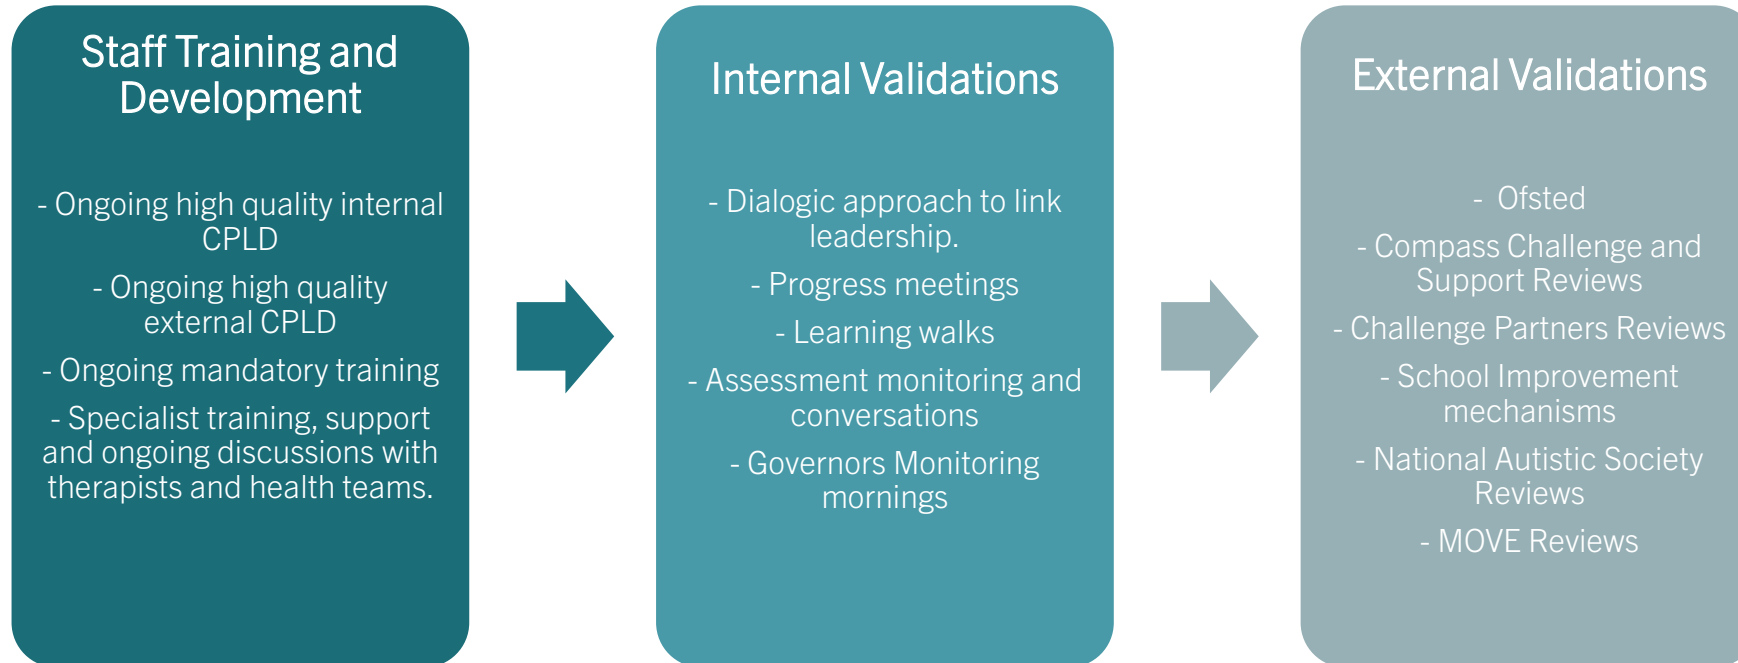 Staff Training and
Development
- Ongoing high quality internal
CPLD
- Ongoing high quality
external CPLD
- Ongoing mandatory training
- Specialist training, support
and ongoing discussions with
therapists and health teams.
Internal Validations
- Dialogic approach to link
leadership.
- Progress meetings
- Learning walks
- Assessment monitoring and
conversations
- Governors Monitoring
mornings
External Validations
- Ofsted
- Compass Challenge and
Support Reviews
- Challenge Partners Reviews
- School Improvement
mechanisms
- National Autistic Society
Reviews
- MOVE Reviews